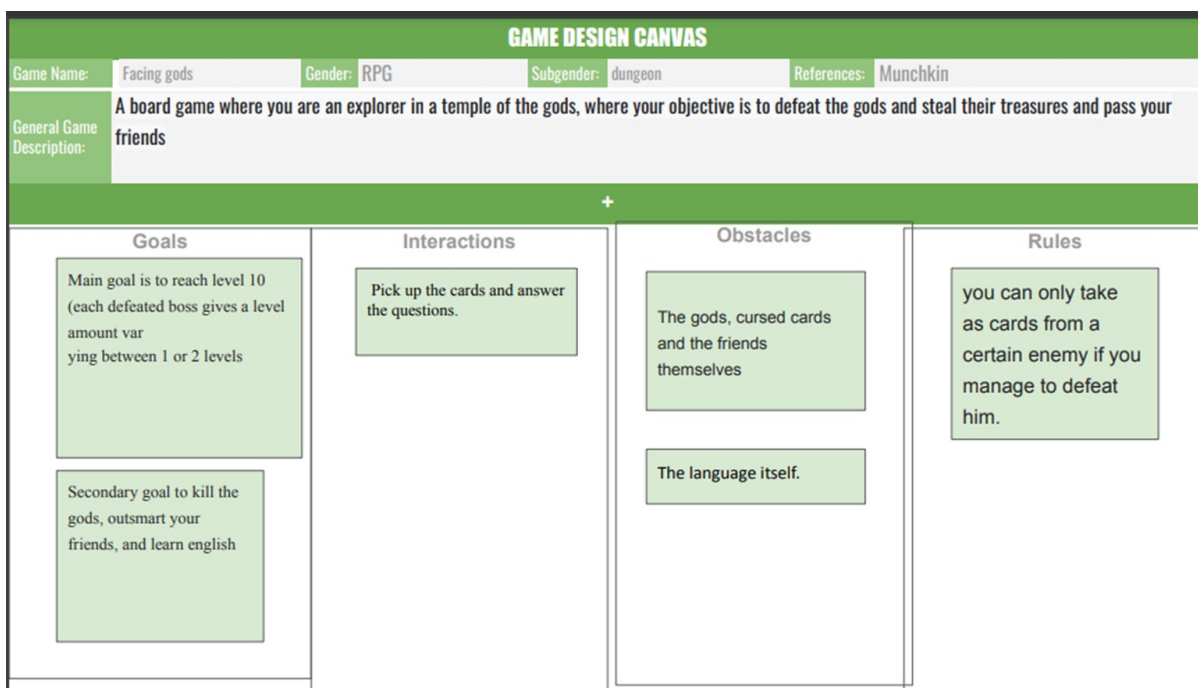 GAME DESIGN CANVAS
Game Name: Facing gods Gender: RPG Subgender: dungeon References: Munchkin
General Game Description:
A board game where you are an explorer in a temple of the gods, where your objective is to defeat the gods and steal their treasures and pass your
friends
+
Goals
Main goal is to reach level 10
(each defeated boss gives a level
amount var
ying between 1 or 2 levels
Secondary goal to kill the
gods, outsmart your
friends, and learn english
Interactions
Pick up the cards and answer
the questions.
Obstacles
The gods, cursed cards
and the friends
themselves
The language itself.
Rules
you can only take
as cards from a
certain enemy if you
manage to defeat
him.